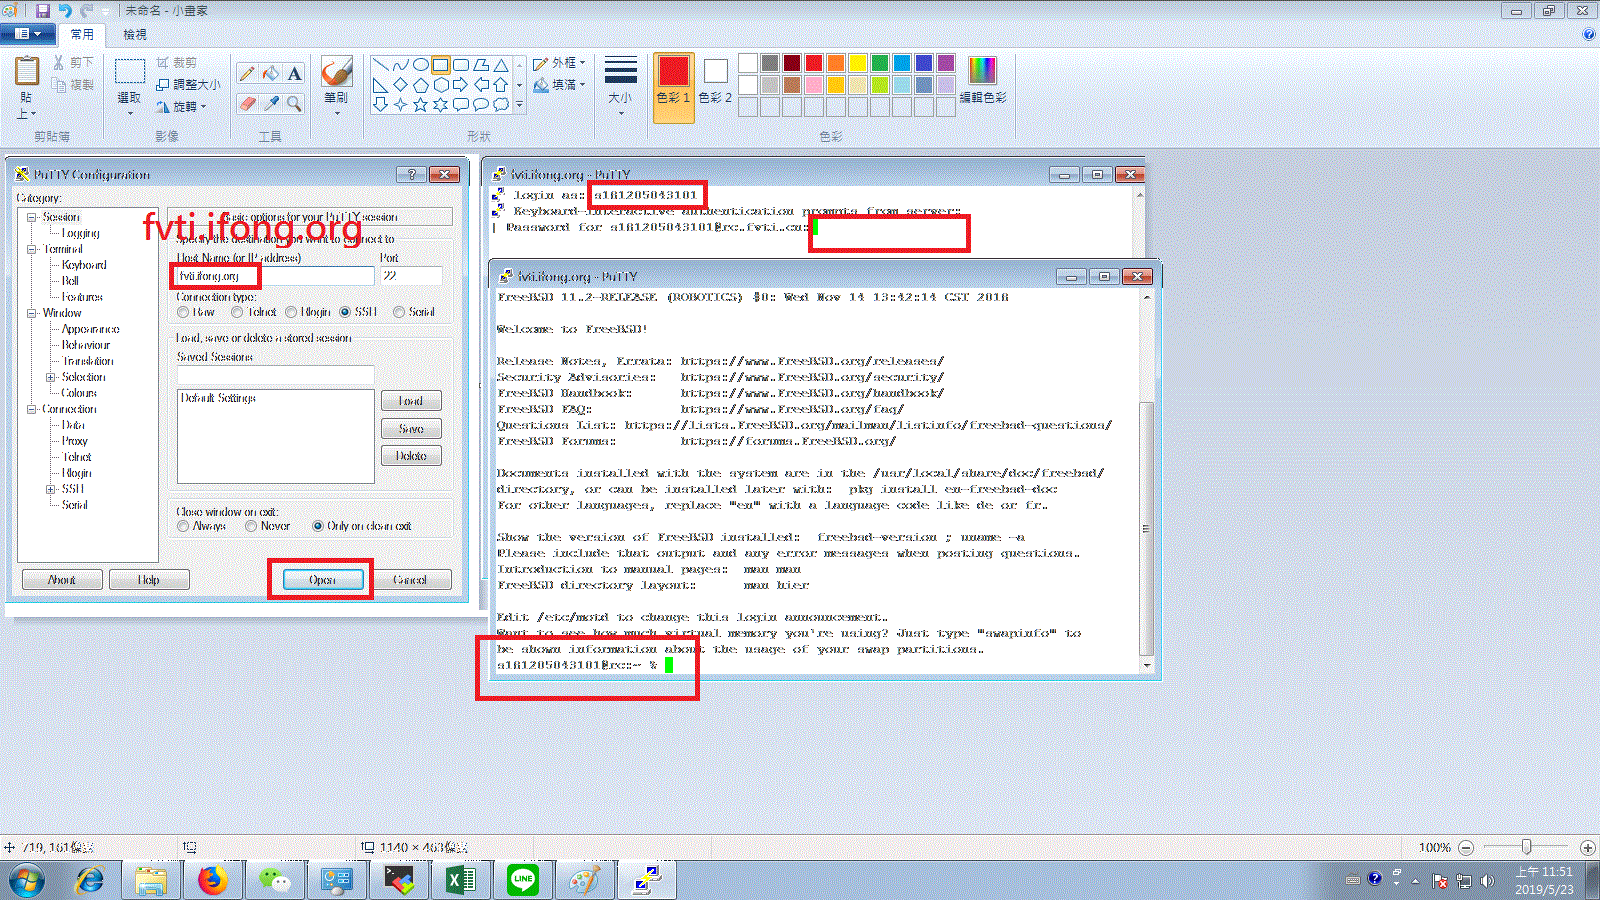 未命名 - 小畫家
常用
檢視
貼上
剪下
複製
剪貼簿
選取
裁剪
調整大小
旋轉
影像
A
工具
筆刷
形狀
外框
填滿
大小
色彩 1
色彩 2
編輯色彩
色彩
PuTTY Configuration
Category:
Session
Logging
Terminal
Keyboard
Bell
Features
Window
Appearance
Behaviour
Translation
Selection
Colours
Connection
Data
Proxy
Telnet
Rlogin
SSH
Serial
fvti.ifong.org
Basic options for your PuTTY session
Specify the destination you want to connect to
Host Name (or IP address) Port
fvti.ifong.org 22
Connection type:
Raw Telnet Rlogin SSH Serial
Load, save or delete a stored session
Saved Sessions
Default Settings
Load
Save
Delete
Close window on exit:
Always Never Only on clean exit
About Help Open Cancel
fvti.ifong.org - PuTTY
login as: a161205043101
Keyboard-interactive authentication prompts from server:
| Password for a161205043101@rc.fvti.cn:
fvti.ifong.org - PuTTY
FreeBSD 11.2-RELEASE (ROBOTICS) #0: Wed Nov 14 13:42:14 CST 2018
Welcome to FreeBSD!
Release Notes, Errata: https://www.FreeBSD.org/releases/
Security Advisories: https://www.FreeBSD.org/security/
FreeBSD Handbook: https://www.FreeBSD.org/handbook/
FreeBSD FAQ: https://www.FreeBSD.org/faq/
Questions List: https://lists.FreeBSD.org/mailman/listinfo/freebsd-questions/
FreeBSD Forums: https://forums.FreeBSD.org/
Documents installed with the system are in the /usr/local/share/doc/freebsd/
directory, or can be installed later with: pkg install en-freebsd-doc
For other languages, replace "en" with a language code like de or fr.
Show the version of FreeBSD installed: freebsd-version ; uname -a
Please include that output and any error messages when posting questions.
Introduction to manual pages: man man
FreeBSD directory layout: man hier
Edit /etc/motd to change this login announcement.
Want to see how much virtual memory you're using? Just type "swapinfo" to
be shown information about the usage of your swap partitions.
a161205043101@rc:~ %
719, 161像素
1140 × 463像素
100%
LINE
上午 11:51
2019/5/23